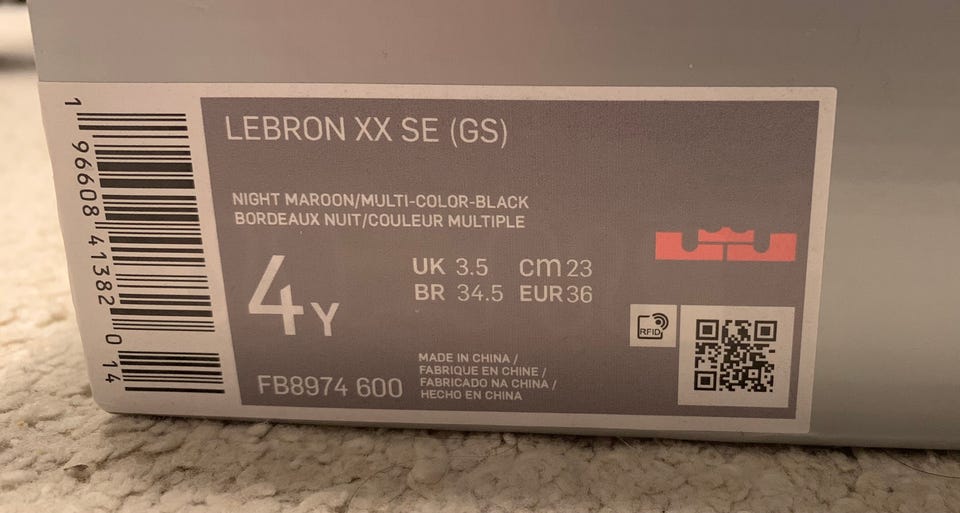 LEBRON XX SE (GS)
NIGHT MAROON/MULTI-COLOR-BLACK
BORDEAUX NUIT/COULEUR MULTIPLE
4Y
UK 3.5 cm 23
BR 34.5 EUR 36
RFID
FB8974 600
MADE IN CHINA /
FABRIQUE EN CHINE /
FABRICADO NA CHINA /
HECHO EN CHINA
1 96608 41382 0 14